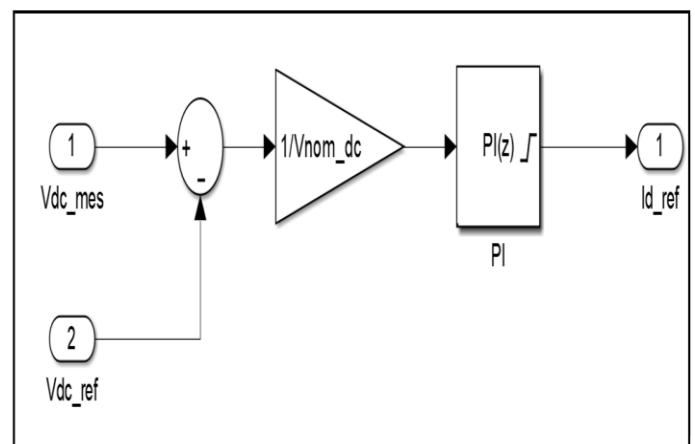 1
Vdc_mes
+
–
1/Vnom_dc
PI(z)
PI
1
Id_ref
2
Vdc_ref